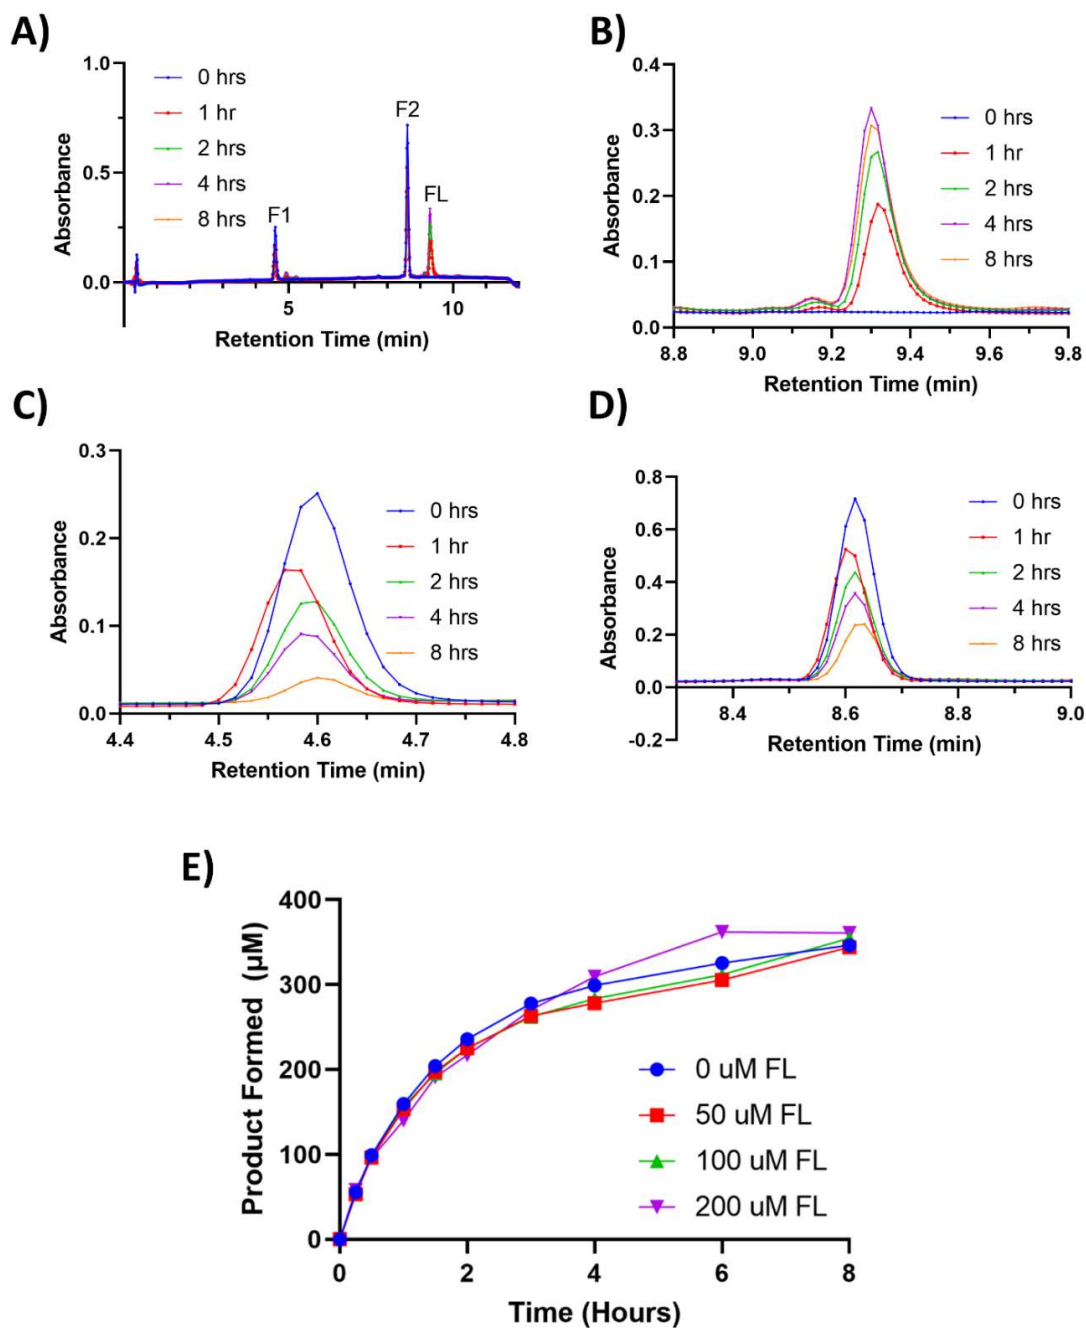 A)
1.0
0.5
0.0
Absorbance
0 hrs
1 hr
2 hrs
4 hrs
8 hrs
F1
F2
FL
5
10
Retention Time (min)
B)
0.4
0.3
0.2
0.1
0.0
Absorbance
0 hrs
1 hr
2 hrs
4 hrs
8 hrs
8.8 9.0 9.2 9.4 9.6 9.8
Retention Time (min)
C)
0.3
0.2
0.1
0.0
Absorbance
0 hrs
1 hr
2 hrs
4 hrs
8 hrs
4.4 4.5 4.6 4.7 4.8
Retention Time (min)
D)
0.8
0.6
0.4
0.2
0.0
-0.2
Absorbance
0 hrs
1 hr
2 hrs
4 hrs
8 hrs
8.4 8.6 8.8 9.0
Retention Time (min)
E)
400
300
200
100
0
Product Formed (µM)
0 uM FL
50 uM FL
100 uM FL
200 uM FL
0 2 4 6 8
Time (Hours)